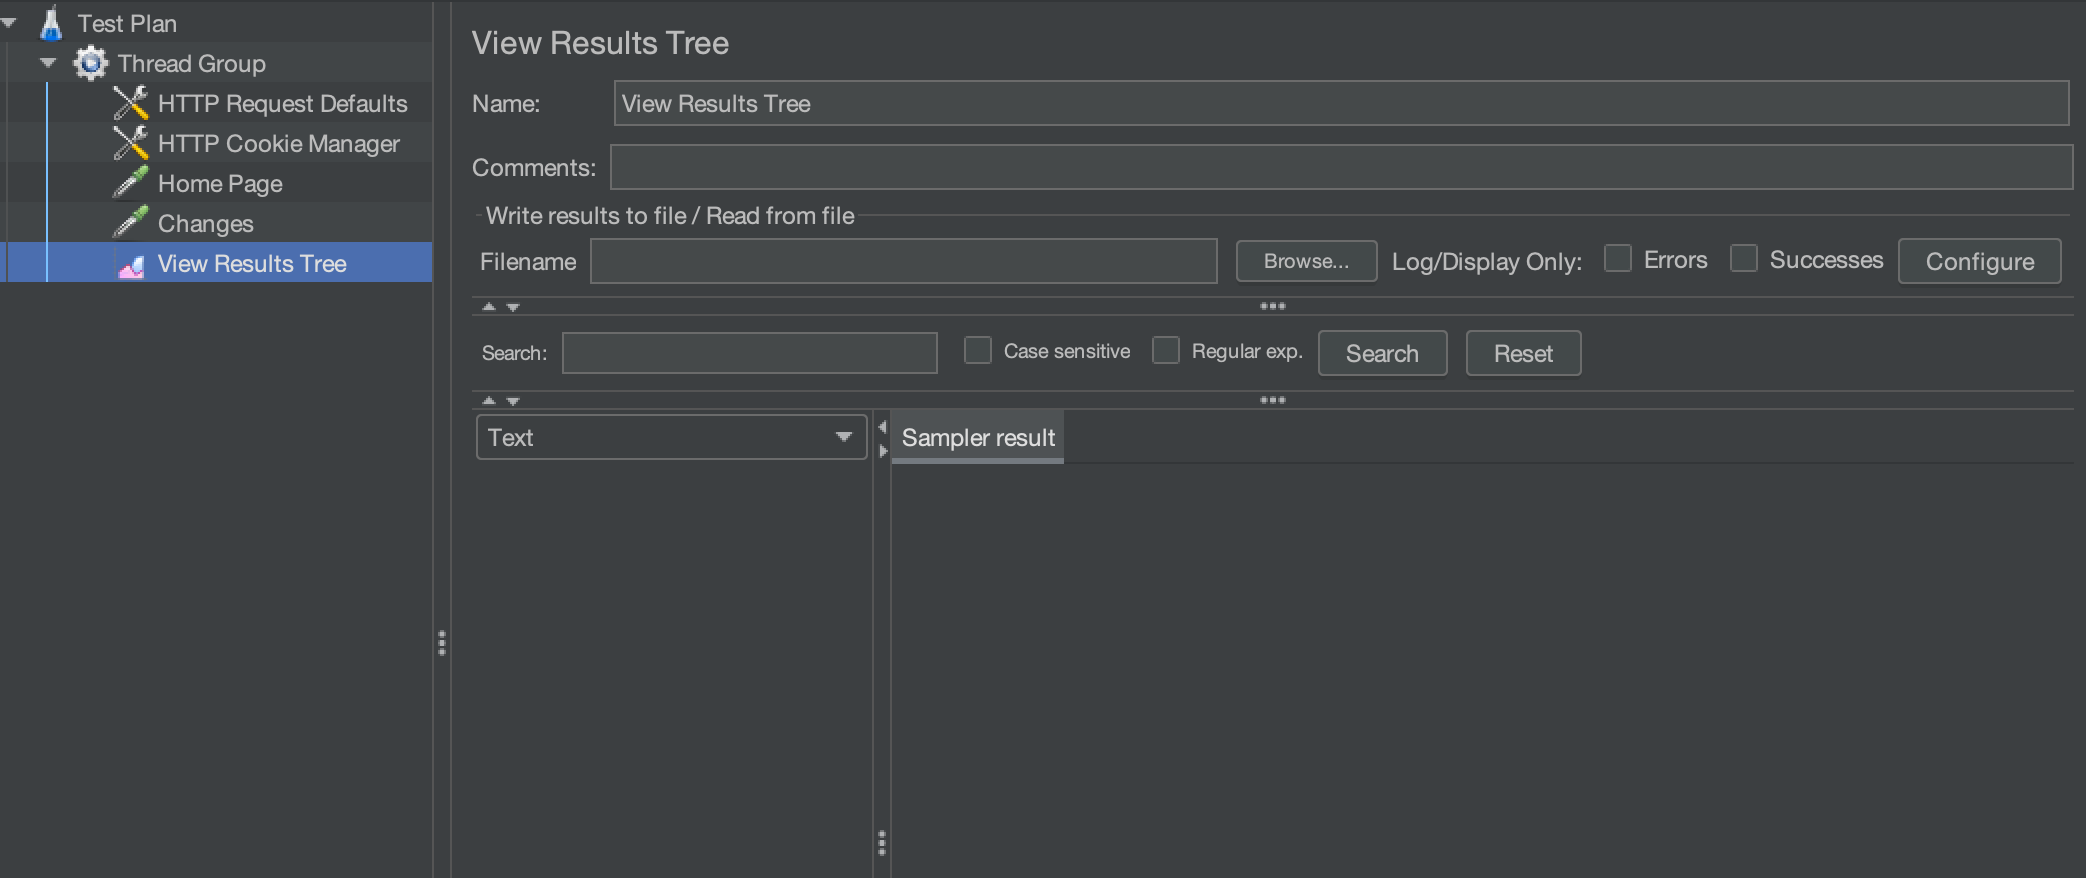 Test Plan
Thread Group
HTTP Request Defaults
HTTP Cookie Manager
Home Page
Changes
View Results Tree
View Results Tree
Name: View Results Tree
Comments:
Write results to file / Read from file
Filename Browse... Log/Display Only: Errors Successes Configure
Search: Case sensitive Regular exp. Search Reset
Text Sampler result